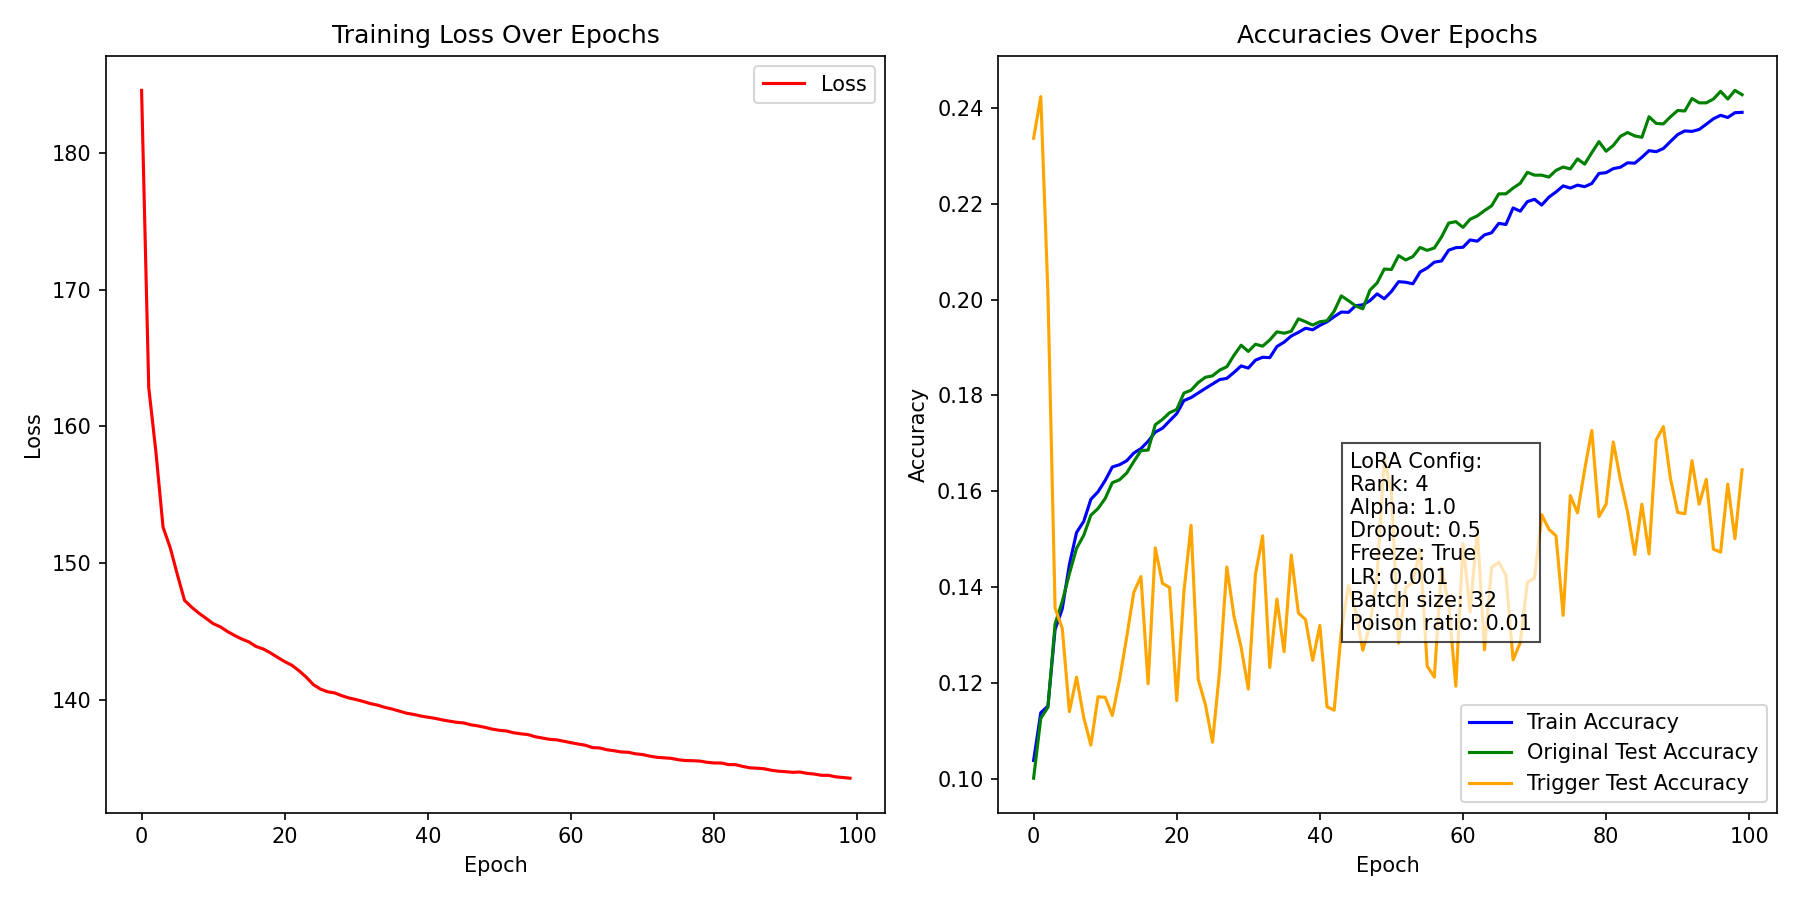 Training Loss Over Epochs
Loss
180
170
160
150
140
Loss
0
20
40
60
80
100
Epoch
Accuracies Over Epochs
0.24
0.22
0.20
0.18
0.16
0.14
0.12
0.10
Accuracy
LoRA Config:
Rank: 4
Alpha: 1.0
Dropout: 0.5
Freeze: True
LR: 0.001
Batch size: 32
Poison ratio: 0.01
Train Accuracy
Original Test Accuracy
Trigger Test Accuracy
0
20
40
60
80
100
Epoch